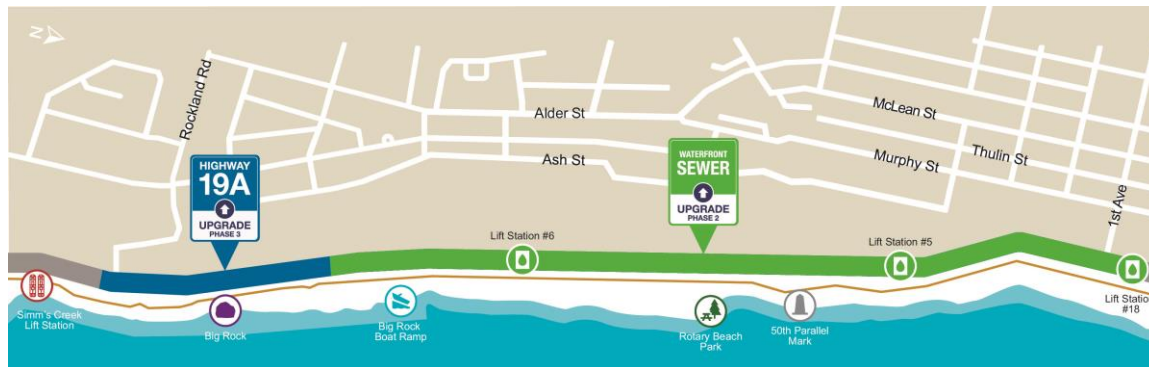 N
Rockland Rd
HIGHWAY
19A
UPGRADE
PHASE 3
Alder St
Ash St
WATERFRONT
SEWER
UPGRADE
PHASE 2
McLean St
Murphy St
Thulin St
1st Ave
Lift Station #6
Lift Station #5
Lift Station
#18
Simm's Creek
Lift Station
Big Rock
Big Rock
Boat Ramp
Rotary Beach
Park
50th Parallel
Mark